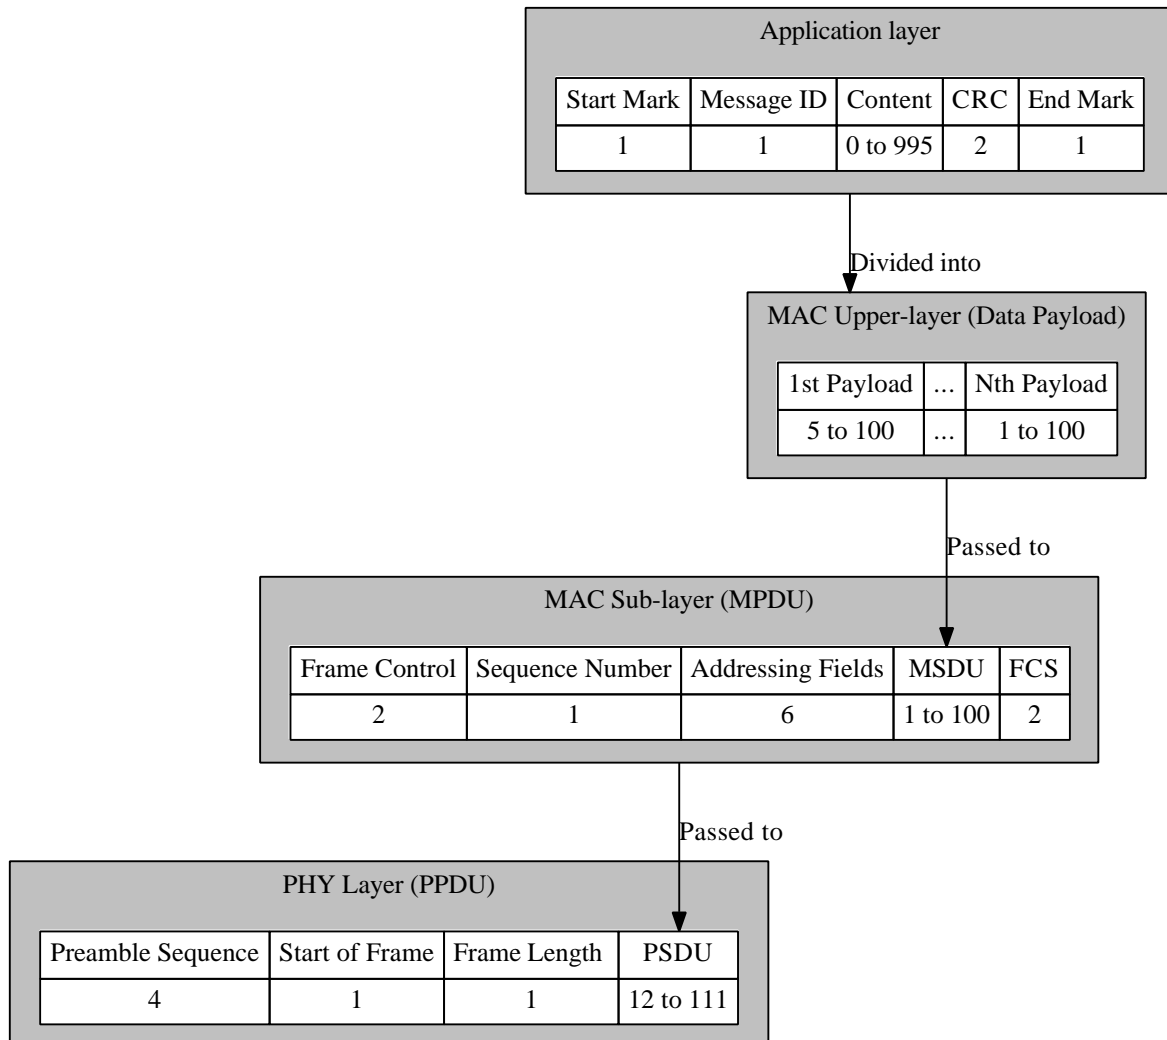 Application layer
Start Mark Message ID Content CRC End Mark
1 1 0 to 995 2 1
Divided into
MAC Upper-layer (Data Payload)
1st Payload ... Nth Payload
5 to 100 ... 1 to 100
Passed to
MAC Sub-layer (MPDU)
Frame Control Sequence Number Addressing Fields MSDU FCS
2 1 6 1 to 100 2
Passed to
PHY Layer (PPDU)
Preamble Sequence Start of Frame Frame Length PSDU
4 1 1 12 to 111